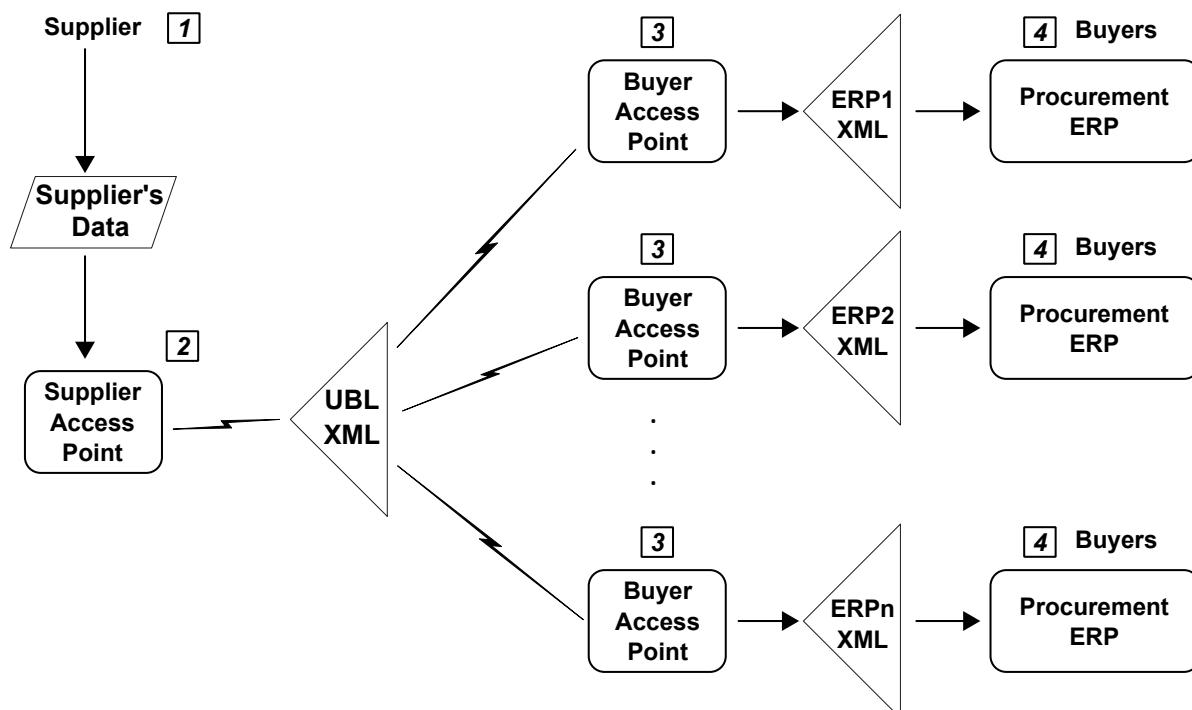 Supplier 1
Supplier's
Data
2
Supplier
Access
Point
UBL
XML
3
Buyer
Access
Point
ERP1
XML
4 Buyers
Procurement
ERP
3
Buyer
Access
Point
ERP2
XML
4 Buyers
Procurement
ERP
.
.
.
3
Buyer
Access
Point
ERPn
XML
4 Buyers
Procurement
ERP